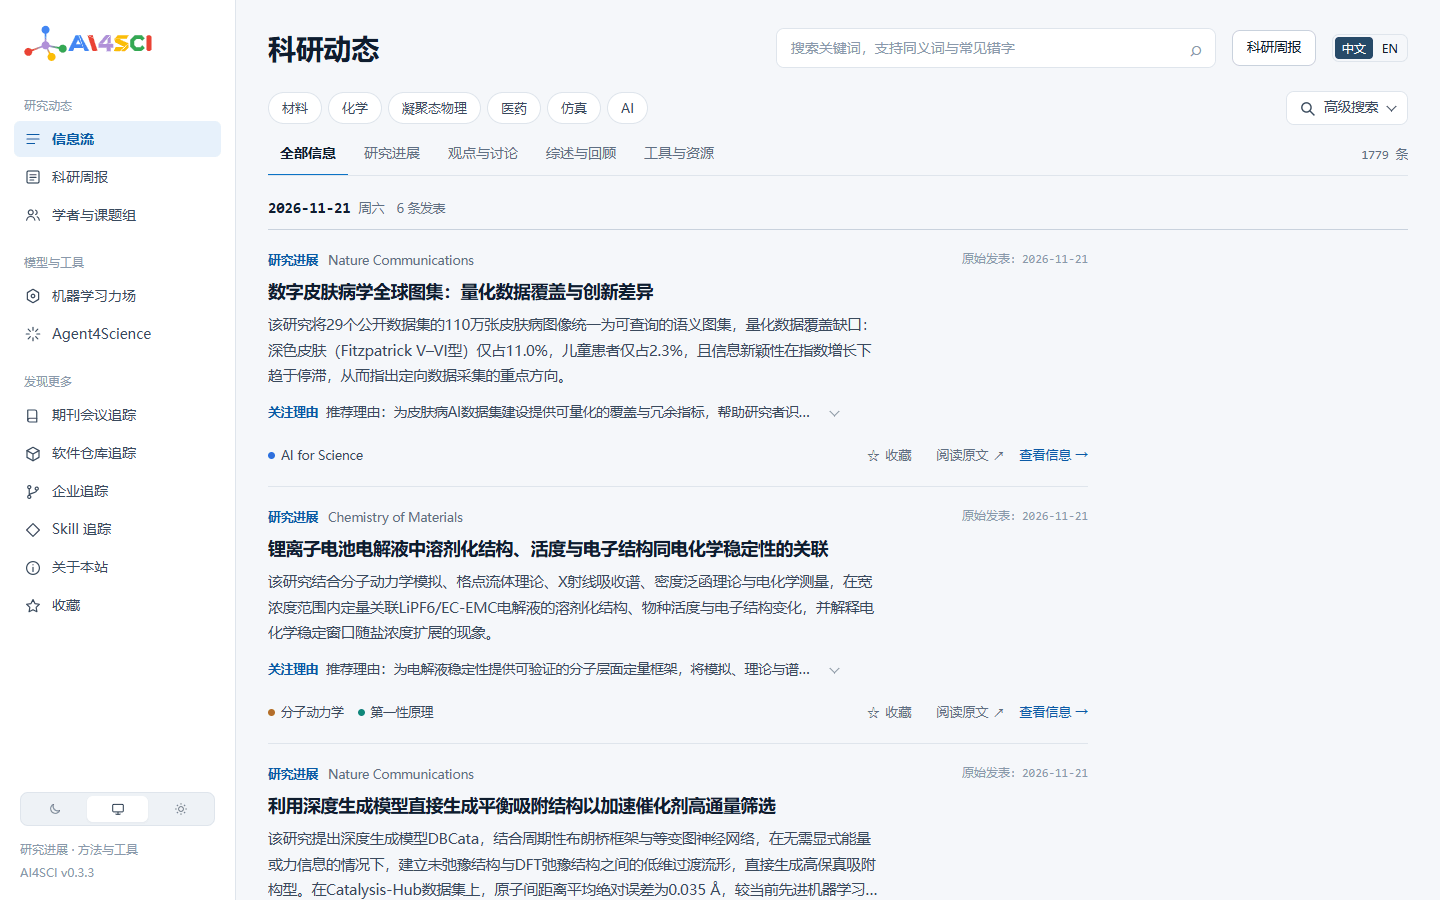 AI4SCI
研究动态
信息流
科研周报
学者与课题组
模型与工具
机器学习力场
Agent4Science
发现更多
期刊会议追踪
软件仓库追踪
企业追踪
Skill 追踪
关于本站
收藏
研究进展 · 方法与工具
AI4SCI v0.3.3
科研动态
搜索关键词，支持同义词与常见错字
科研周报
中文 EN
材料 化学 凝聚态物理 医药 仿真 AI
高级搜索
全部信息 研究进展 观点与讨论 综述与回顾 工具与资源
1779 条
2026-11-21 周六 6 条发表
研究进展 Nature Communications
原始发表：2026-11-21
数字皮肤病学全球图集：量化数据覆盖与创新差异
该研究将29个公开数据集的110万张皮肤病图像统一为可查询的语义图集，量化数据覆盖缺口：
深色皮肤（Fitzpatrick V–VI型）仅占11.0%，儿童患者仅占2.3%，且信息新颖性在指数增长下
趋于停滞，从而指出定向数据采集的重点方向。
关注理由 推荐理由：为皮肤病AI数据集建设提供可量化的覆盖与冗余指标，帮助研究者识...
AI for Science
☆ 收藏 阅读原文 ↗ 查看信息 →
研究进展 Chemistry of Materials
原始发表：2026-11-21
锂离子电池电解液中溶剂化结构、活度与电子结构同电化学稳定性的关联
该研究结合分子动力学模拟、格点流体理论、X射线吸收谱、密度泛函理论与电化学测量，在宽
浓度范围内定量关联LiPF6/EC-EMC电解液的溶剂化结构、物种活度与电子结构变化，并解释电
化学稳定窗口随盐浓度扩展的现象。
关注理由 推荐理由：为电解液稳定性提供可验证的分子层面定量框架，将模拟、理论与谱...
分子动力学 第一性原理
☆ 收藏 阅读原文 ↗ 查看信息 →
研究进展 Nature Communications
原始发表：2026-11-21
利用深度生成模型直接生成平衡吸附结构以加速催化剂高通量筛选
该研究提出深度生成模型DBCata，结合周期性布朗桥框架与等变图神经网络，在无需显式能量
或力信息的情况下，建立未弛豫结构与DFT弛豫结构之间的低维过渡流形，直接生成高保真吸附
构型。在Catalysis-Hub数据集上，原子间距离平均绝对误差为0.035 Å，较当前先进机器学习...